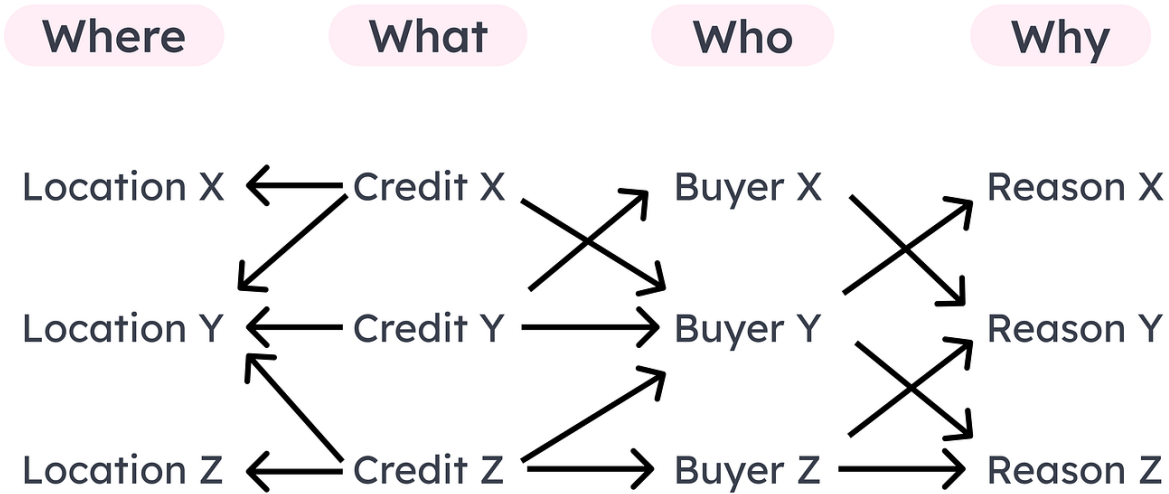 Where What Who Why
Location X Credit X Buyer X Reason X
Location Y Credit Y Buyer Y Reason Y
Location Z Credit Z Buyer Z Reason Z